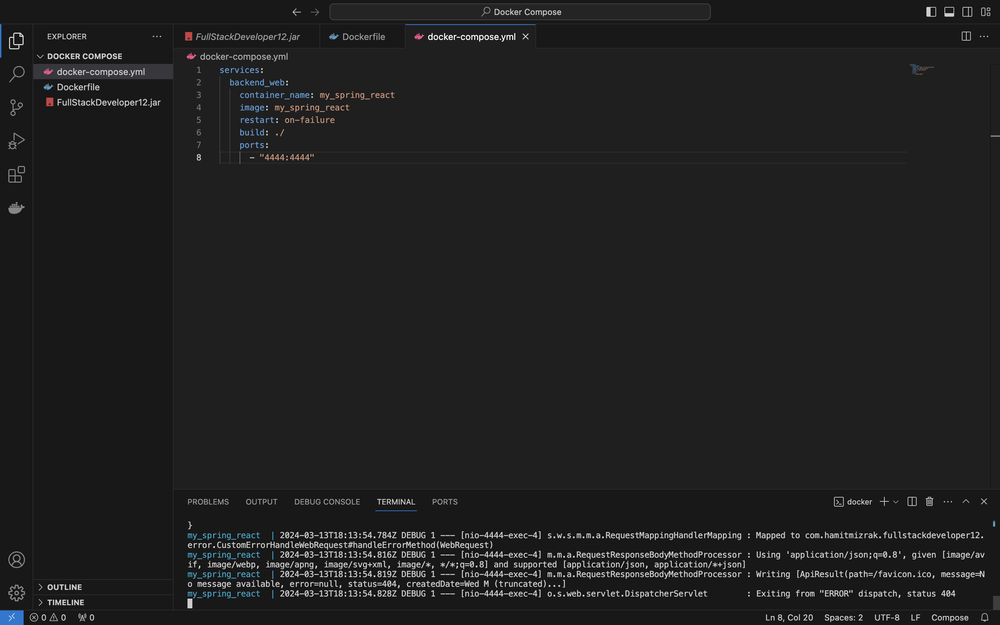 Docker Compose
EXPLORER
DOCKER COMPOSE
docker-compose.yml
Dockerfile
FullStackDeveloper12.jar
OUTLINE
TIMELINE
FullStackDeveloper12.jar
Dockerfile
docker-compose.yml
docker-compose.yml
1 services:
2 backend_web:
3 container_name: my_spring_react
4 image: my_spring_react
5 restart: on-failure
6 build: ./
7 ports:
8 - "4444:4444"
PROBLEMS OUTPUT DEBUG CONSOLE TERMINAL PORTS docker
}
my_spring_react | 2024-03-13T18:13:54.784Z DEBUG 1 --- [nio-4444-exec-4] s.w.s.m.m.a.RequestMappingHandlerMapping : Mapped to com.hamitmizrak.fullstackdeveloper12.
error.CustomErrorHandleWebRequest#handleErrorMethod(WebRequest)
my_spring_react | 2024-03-13T18:13:54.816Z DEBUG 1 --- [nio-4444-exec-4] m.m.a.RequestResponseBodyMethodProcessor : Using 'application/json;q=0.8', given [image/av
if, image/webp, image/apng, image/svg+xml, image/*, */*;q=0.8] and supported [application/json, application/*+json]
my_spring_react | 2024-03-13T18:13:54.819Z DEBUG 1 --- [nio-4444-exec-4] m.m.a.RequestResponseBodyMethodProcessor : Writing [ApiResult(path=/favicon.ico, message=N
o message available, error=null, status=404, createdDate=Wed M (truncated)...]
my_spring_react | 2024-03-13T18:13:54.828Z DEBUG 1 --- [nio-4444-exec-4] o.s.web.servlet.DispatcherServlet : Exiting from "ERROR" dispatch, status 404
0 0 0 Ln 8, Col 20 Spaces: 2 UTF-8 LF Compose